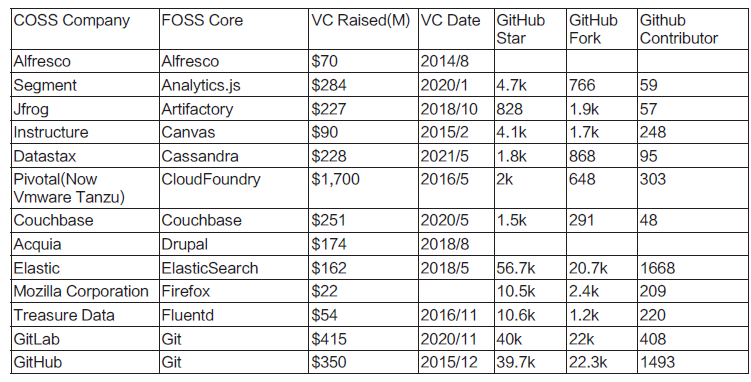 COSS Company FOSS Core VC Raised(M) VC Date GitHub Star GitHub Fork Github Contributor
Alfresco Alfresco $70 2014/8
Segment Analytics.js $284 2020/1 4.7k 766 59
Jfrog Artifactory $227 2018/10 828 1.9k 57
Instructure Canvas $90 2015/2 4.1k 1.7k 248
Datastax Cassandra $228 2021/5 1.8k 868 95
Pivotal(Now Vmware Tanzu) CloudFoundry $1,700 2016/5 2k 648 303
Couchbase Couchbase $251 2020/5 1.5k 291 48
Acquia Drupal $174 2018/8
Elastic ElasticSearch $162 2018/5 56.7k 20.7k 1668
Mozilla Corporation Firefox $22 10.5k 2.4k 209
Treasure Data Fluentd $54 2016/11 10.6k 1.2k 220
GitLab Git $415 2020/11 40k 22k 408
GitHub Git $350 2015/12 39.7k 22.3k 1493